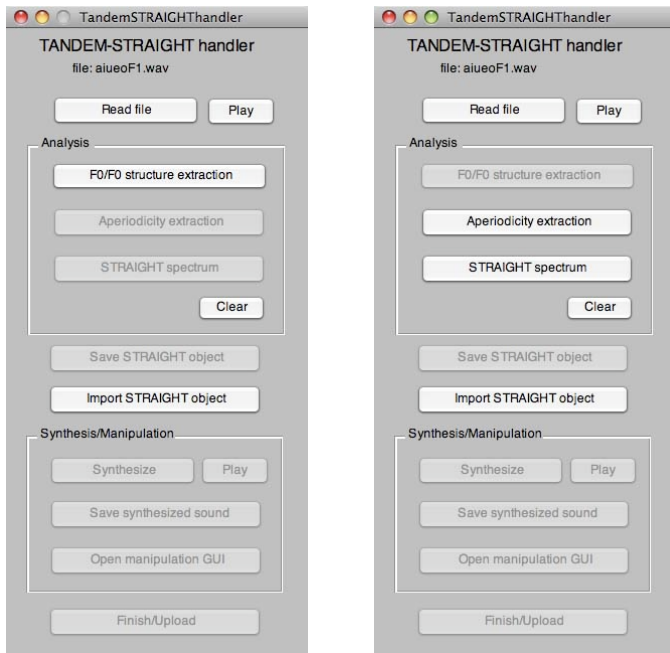 TandemSTRAIGHThandler
TANDEM-STRAIGHT handler
file: aiueoF1.wav
Read file
Play
Analysis
F0/F0 structure extraction
Aperiodicity extraction
STRAIGHT spectrum
Clear
Save STRAIGHT object
Import STRAIGHT object
Synthesis/Manipulation
Synthesize
Play
Save synthesized sound
Open manipulation GUI
Finish/Upload
TandemSTRAIGHThandler
TANDEM-STRAIGHT handler
file: aiueoF1.wav
Read file
Play
Analysis
F0/F0 structure extraction
Aperiodicity extraction
STRAIGHT spectrum
Clear
Save STRAIGHT object
Import STRAIGHT object
Synthesis/Manipulation
Synthesize
Play
Save synthesized sound
Open manipulation GUI
Finish/Upload